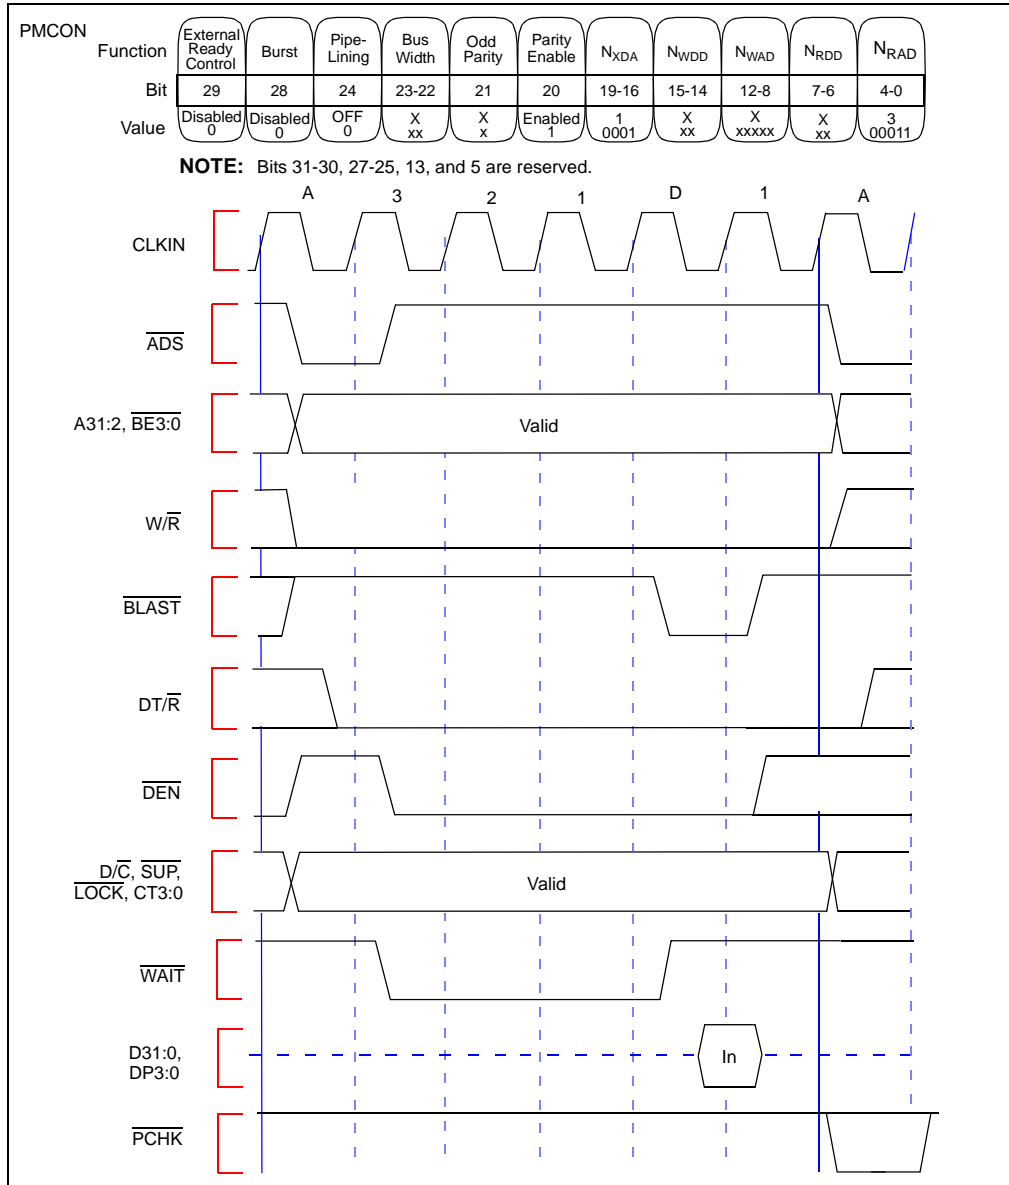 PMCON
Function External Ready Control Burst Pipe-Lining Bus Width Odd Parity Parity Enable NXDA NWDD NWAD NRDD NRAD
Bit 29 28 24 23-22 21 20 19-16 15-14 12-8 7-6 4-0
Value Disabled 0 Disabled 0 OFF 0 X xx X x Enabled 1 1 0001 X xx X xxxxx X xx 3 00011
NOTE: Bits 31-30, 27-25, 13, and 5 are reserved.
A 3 2 1 D 1 A
CLKIN
ADS
A31:2, BE3:0 Valid
W/R
BLAST
DT/R
DEN
D/C, SUP,
LOCK, CT3:0 Valid
WAIT
D31:0,
DP3:0 In
PCHK